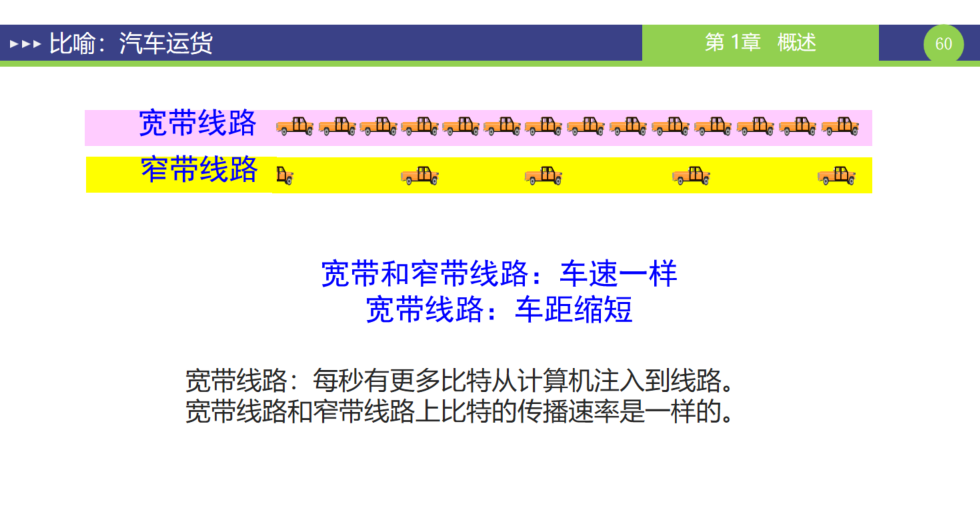 ▸▸▸ 比喻：汽车运货
第 1章 概述
60
宽带线路
窄带线路
宽带和窄带线路：车速一样
宽带线路：车距缩短
宽带线路：每秒有更多比特从计算机注入到线路。
宽带线路和窄带线路上比特的传播速率是一样的。